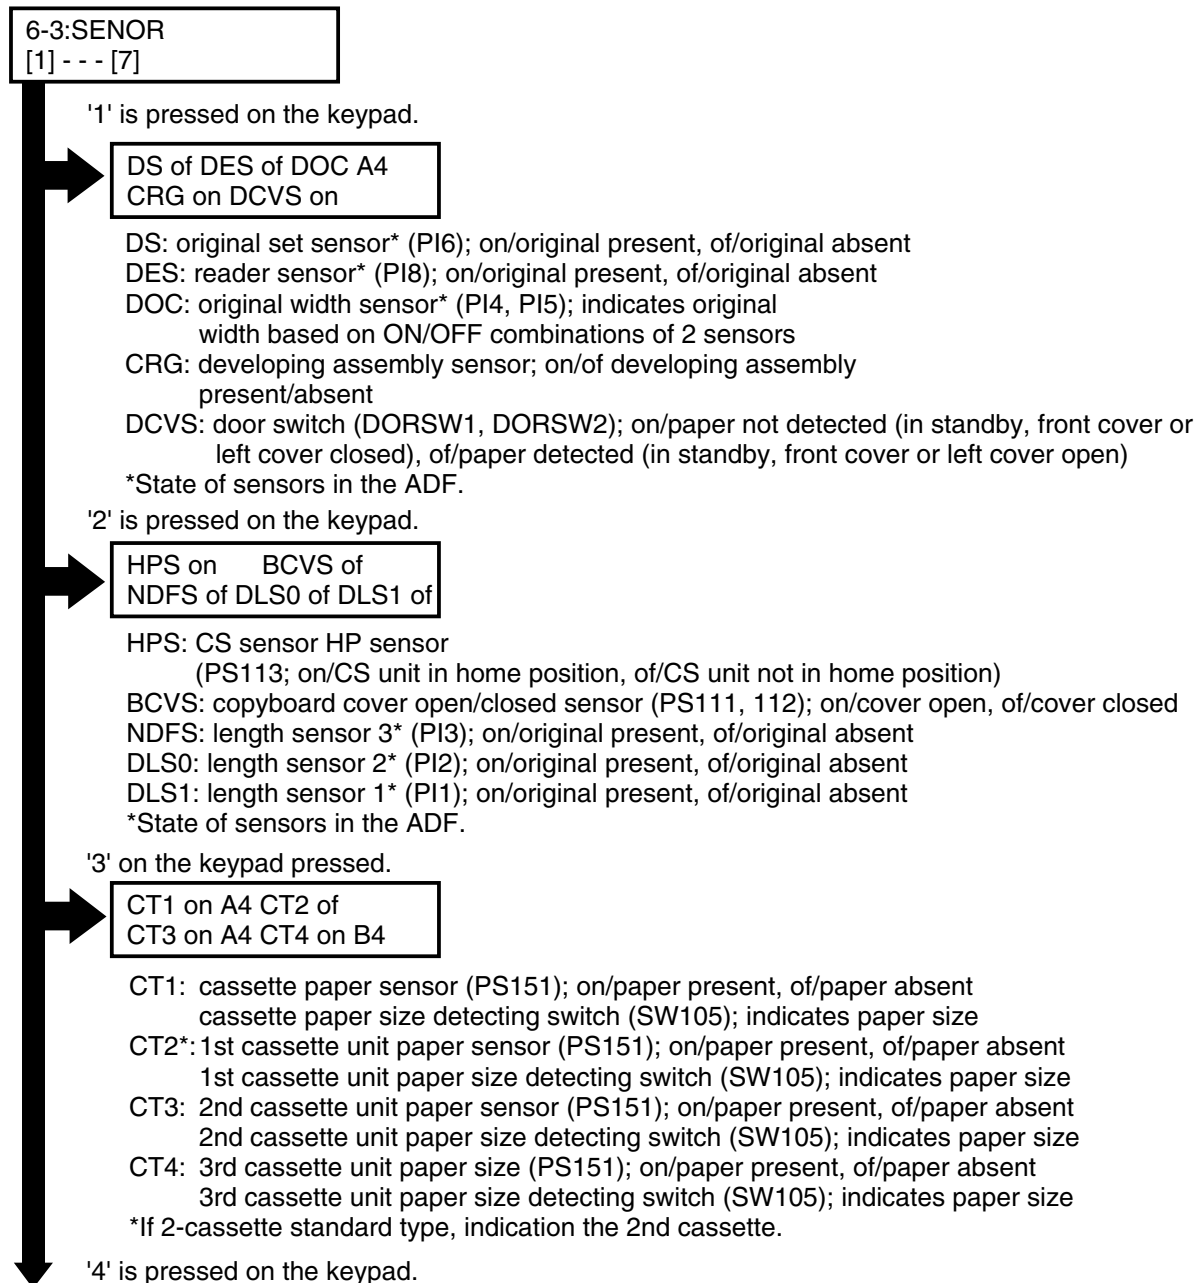 6-3:SENOR
[1] - - - [7]
'1' is pressed on the keypad.
DS of DES of DOC A4
CRG on DCVS on
DS: original set sensor* (PI6); on/original present, of/original absent
DES: reader sensor* (PI8); on/original present, of/original absent
DOC: original width sensor* (PI4, PI5); indicates original
width based on ON/OFF combinations of 2 sensors
CRG: developing assembly sensor; on/of developing assembly
present/absent
DCVS: door switch (DORSW1, DORSW2); on/paper not detected (in standby, front cover or
left cover closed), of/paper detected (in standby, front cover or left cover open)
*State of sensors in the ADF.
'2' is pressed on the keypad.
HPS on BCVS of
NDFS of DLS0 of DLS1 of
HPS: CS sensor HP sensor
(PS113; on/CS unit in home position, of/CS unit not in home position)
BCVS: copyboard cover open/closed sensor (PS111, 112); on/cover open, of/cover closed
NDFS: length sensor 3* (PI3); on/original present, of/original absent
DLS0: length sensor 2* (PI2); on/original present, of/original absent
DLS1: length sensor 1* (PI1); on/original present, of/original absent
*State of sensors in the ADF.
'3' on the keypad pressed.
CT1 on A4 CT2 of
CT3 on A4 CT4 on B4
CT1: cassette paper sensor (PS151); on/paper present, of/paper absent
cassette paper size detecting switch (SW105); indicates paper size
CT2*: 1st cassette unit paper sensor (PS151); on/paper present, of/paper absent
1st cassette unit paper size detecting switch (SW105); indicates paper size
CT3: 2nd cassette unit paper sensor (PS151); on/paper present, of/paper absent
2nd cassette unit paper size detecting switch (SW105); indicates paper size
CT4: 3rd cassette unit paper size (PS151); on/paper present, of/paper absent
3rd cassette unit paper size detecting switch (SW105); indicates paper size
*If 2-cassette standard type, indication the 2nd cassette.
'4' is pressed on the keypad.